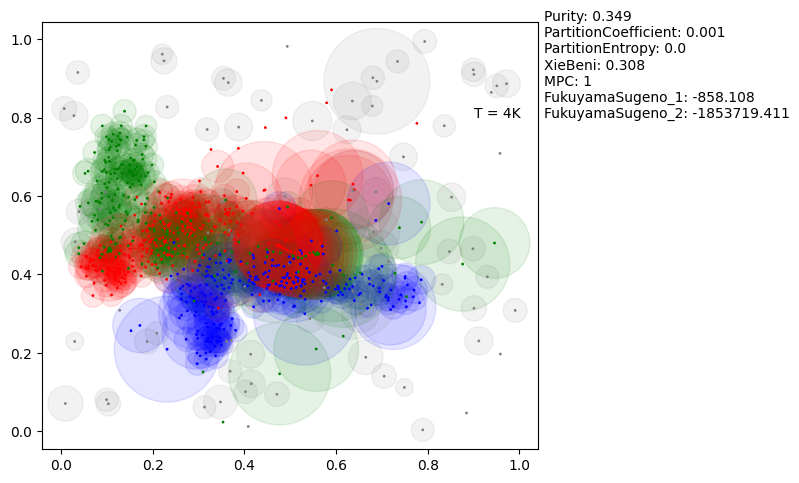 Purity: 0.349
PartitionCoefficient: 0.001
PartitionEntropy: 0.0
XieBeni: 0.308
MPC: 1
FukuyamaSugeno_1: -858.108
FukuyamaSugeno_2: -1853719.411
T = 4K
1.0
0.8
0.6
0.4
0.2
0.0
0.0 0.2 0.4 0.6 0.8 1.0